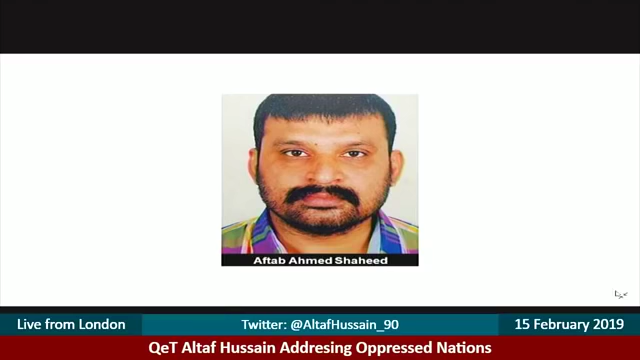 Aftab Ahmed Shaheed
Live from London
Twitter: @AltafHussain_90
15 February 2019
QeT Altaf Hussain Addresing Oppressed Nations